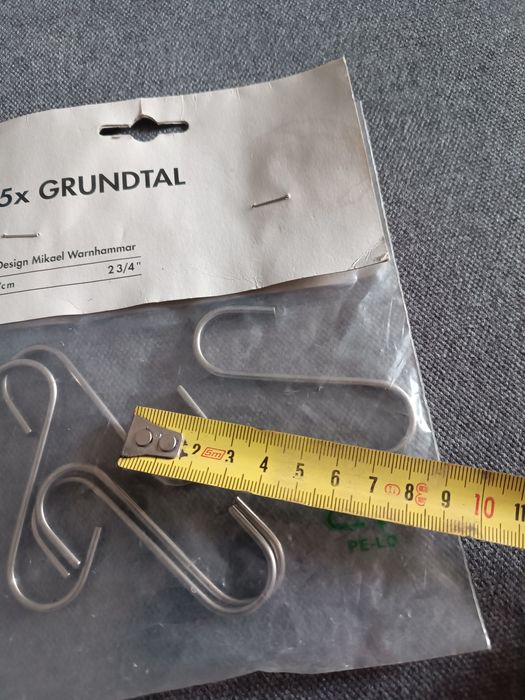 5x GRUNDTAL
Design Mikael Warnhammar
cm 2 3/4"
2 5m 3 4 5 6 7 8 9 10 11
PE-LD